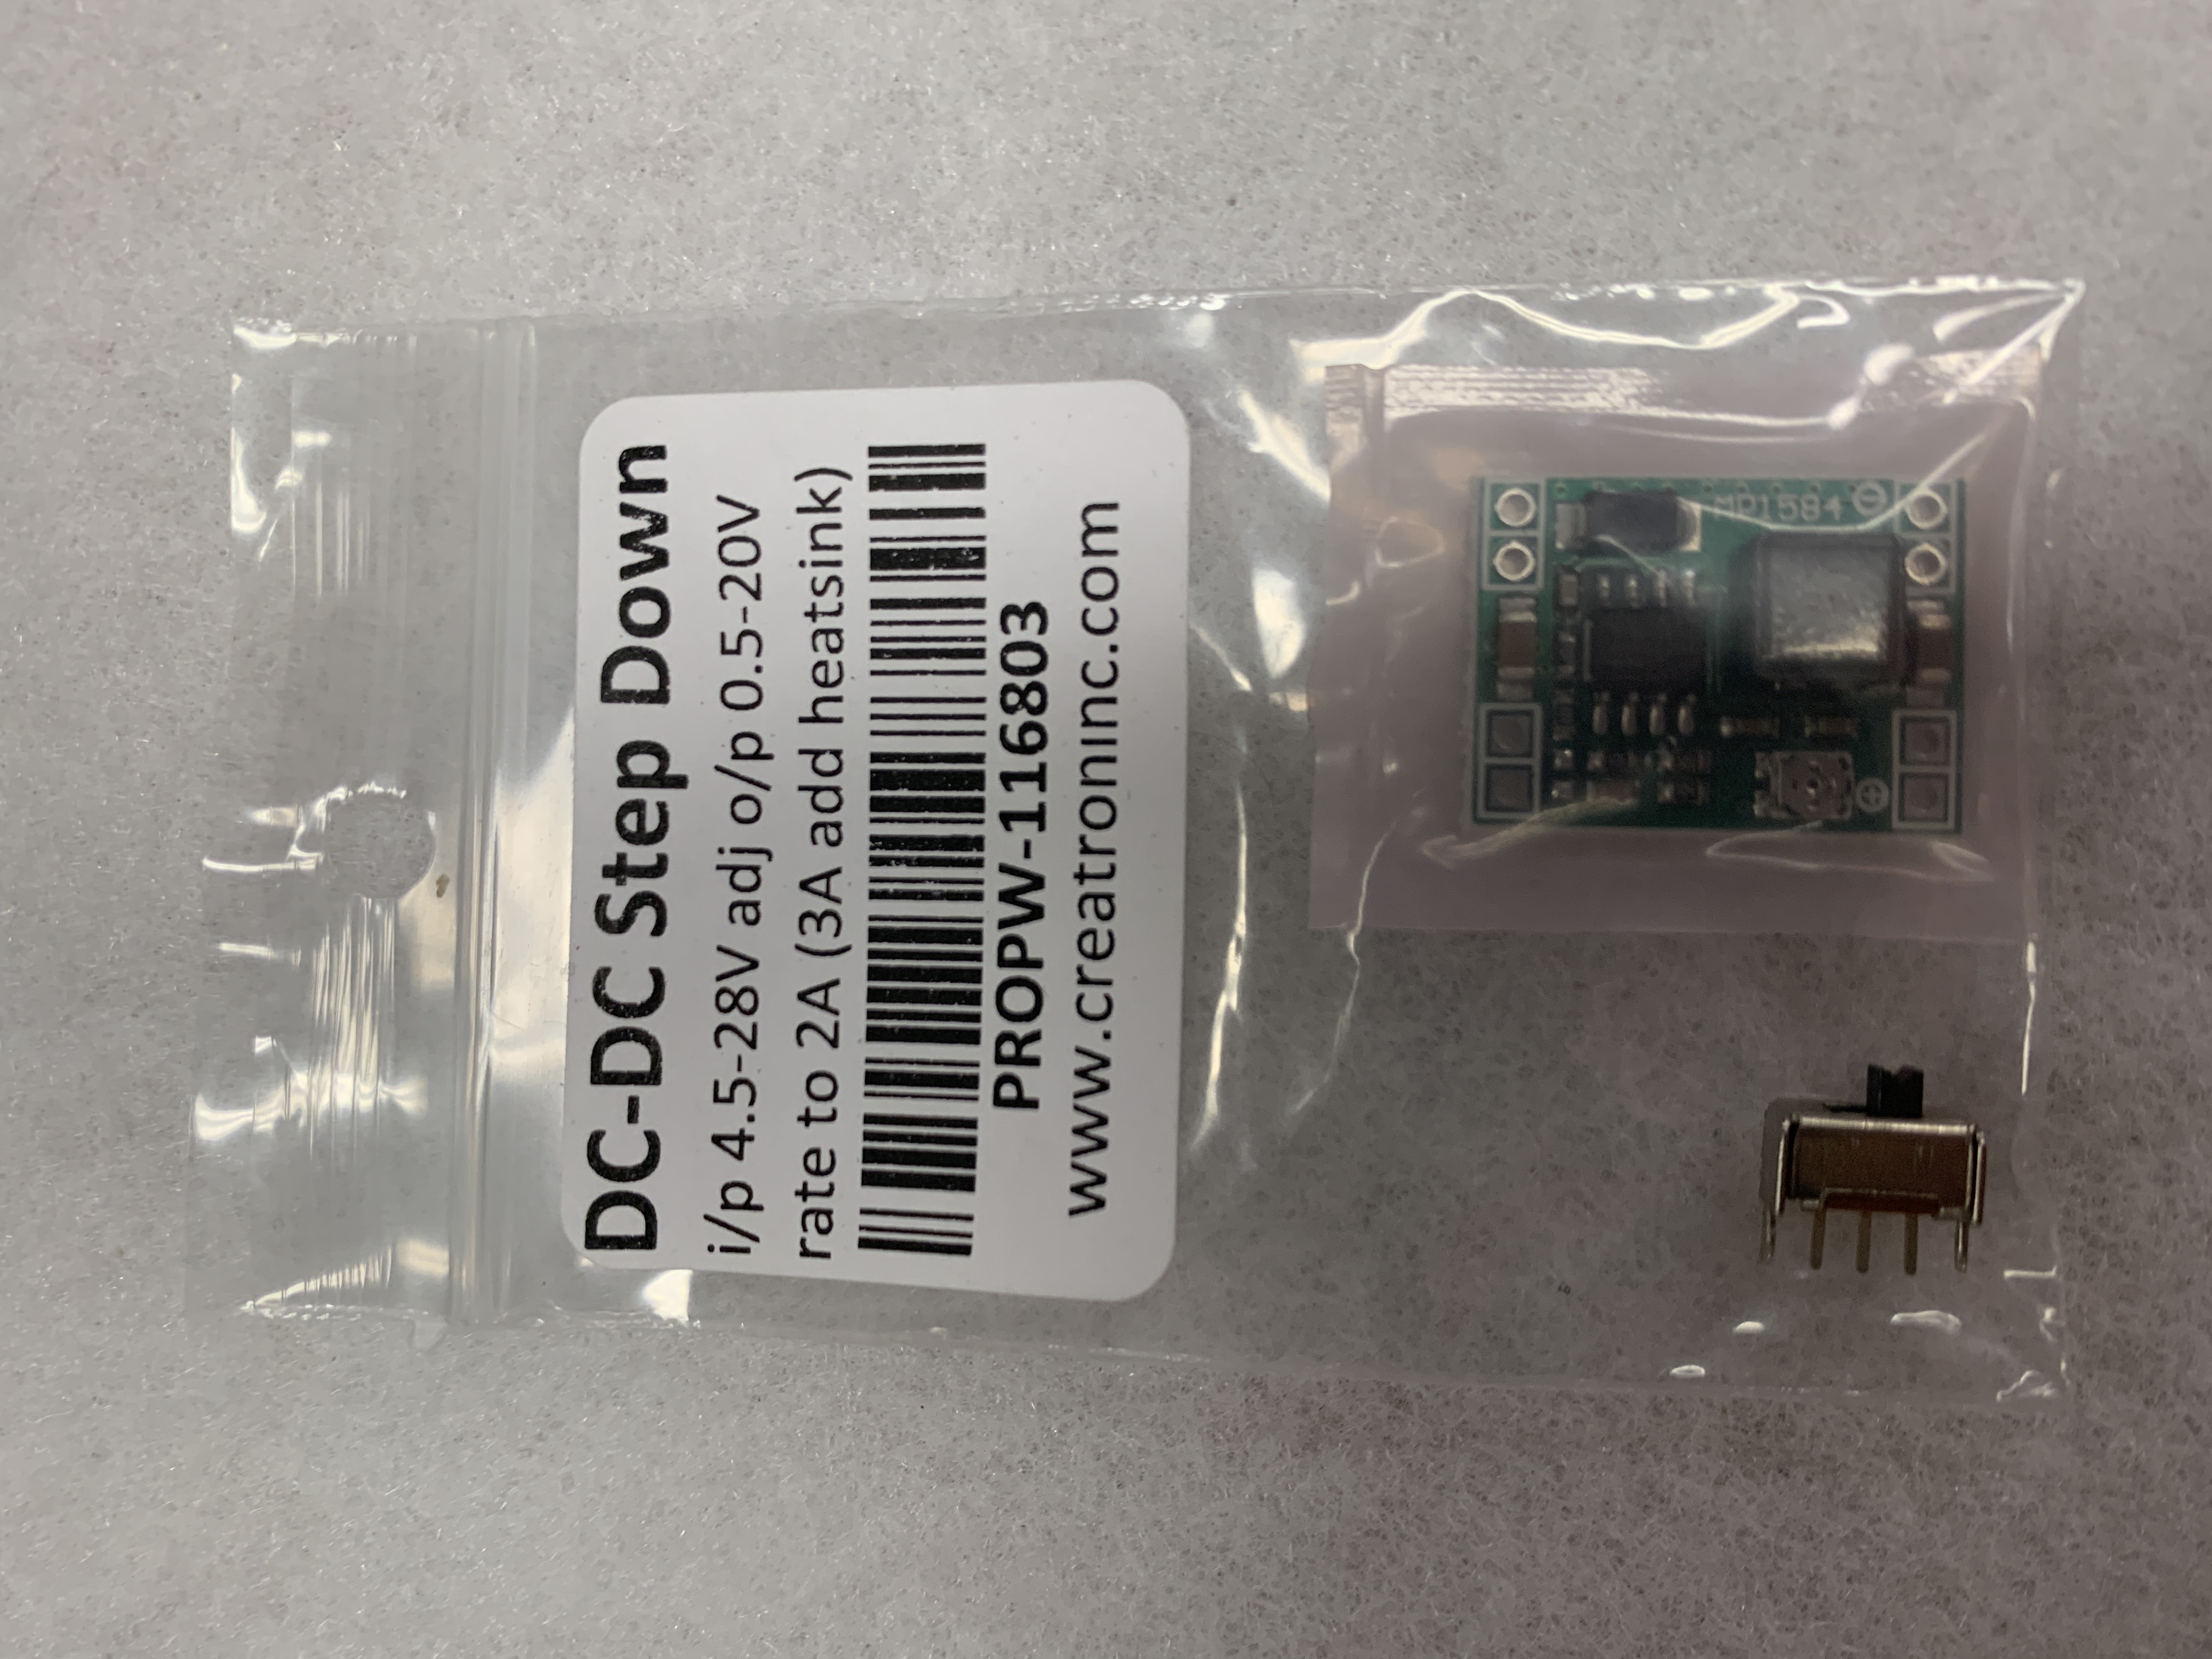 DC-DC Step Down
i/p 4.5-28V adj o/p 0.5-20V
rate to 2A (3A add heatsink)
PROPW-116803
www.creatroninc.com
MP1584